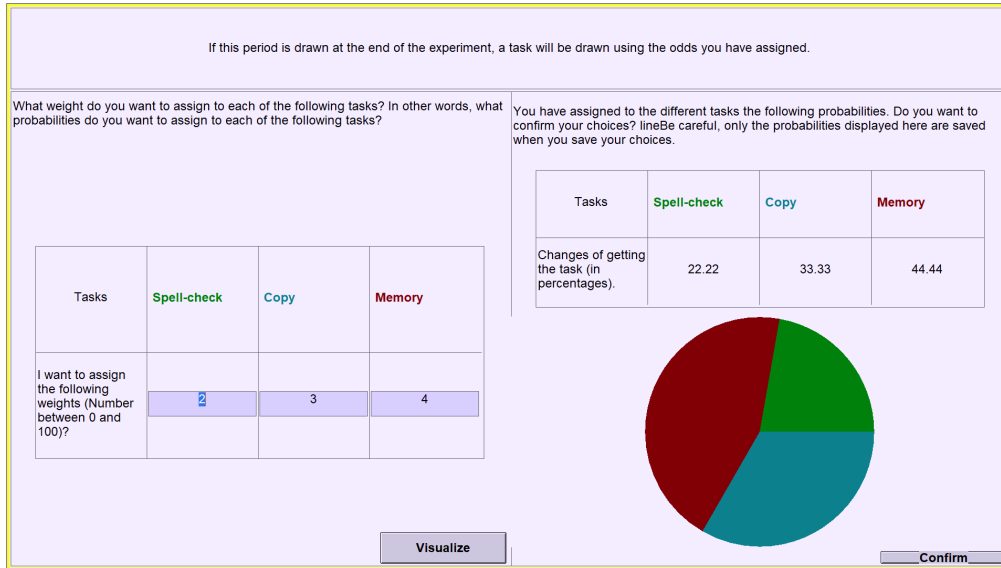 If this period is drawn at the end of the experiment, a task will be drawn using the odds you have assigned.
What weight do you want to assign to each of the following tasks? In other words, what
probabilities do you want to assign to each of the following tasks?
Tasks Spell-check Copy Memory
I want to assign
the following
weights (Number
between 0 and
100)?
2 3 4
Visualize
You have assigned to the different tasks the following probabilities. Do you want to
confirm your choices? lineBe careful, only the probabilities displayed here are saved
when you save your choices.
Tasks Spell-check Copy Memory
Changes of getting
the task (in
percentages).
22.22 33.33 44.44
Confirm